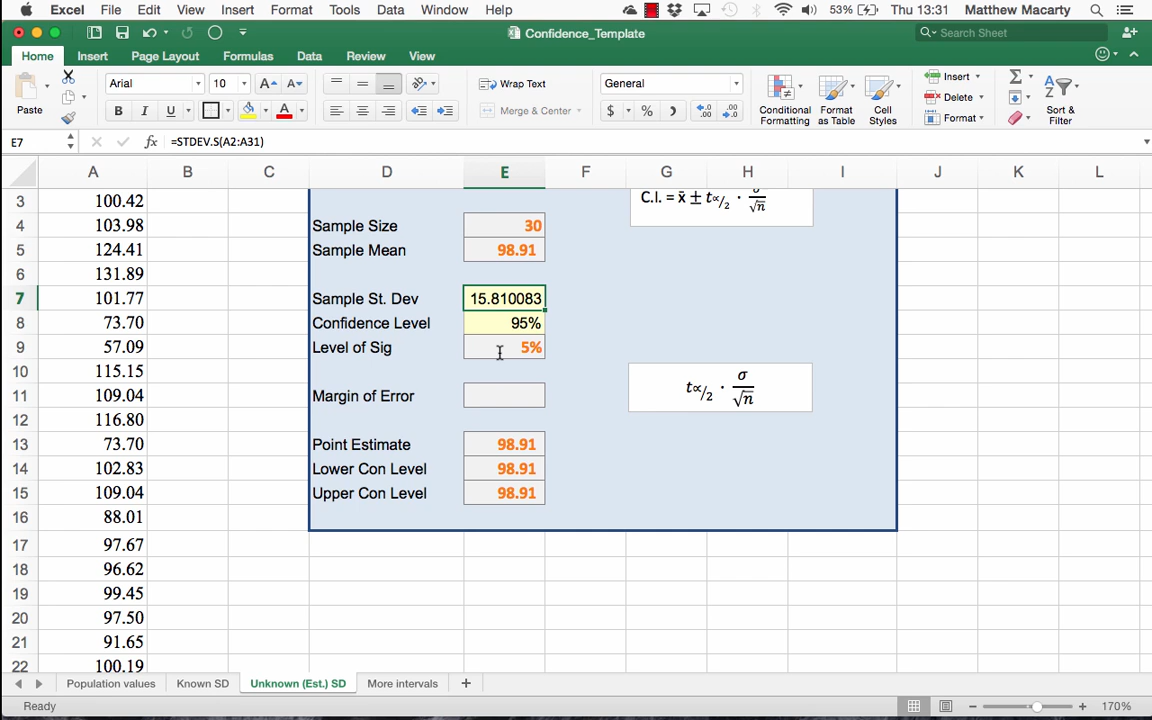 Excel File Edit View Insert Format Tools Data Window Help 53% Thu 13:31 Matthew Macarty
Confidence_Template Search Sheet
Home Insert Page Layout Formulas Data Review View
Paste Arial 10 A A Wrap Text General Conditional Formatting Format as Table Cell Styles Insert Delete Format Sort & Filter
B I U A Merge & Center $ % .0 .00 .00 .0
E7 fx =STDEV.S(A2:A31)
A B C D E F G H I J K L
3 100.42 C.I. = x̄ ± t∝/2 · σ/√n
4 103.98 Sample Size 30
5 124.41 Sample Mean 98.91
6 131.89
7 101.77 Sample St. Dev 15.810083
8 73.70 Confidence Level 95%
9 57.09 Level of Sig 5%
10 115.15
11 109.04 Margin of Error t∝/2 · σ/√n
12 116.80
13 73.70 Point Estimate 98.91
14 102.83 Lower Con Level 98.91
15 109.04 Upper Con Level 98.91
16 88.01
17 97.67
18 96.62
19 99.45
20 97.50
21 91.65
22 100.19
Population values Known SD Unknown (Est.) SD More intervals +
Ready 170%